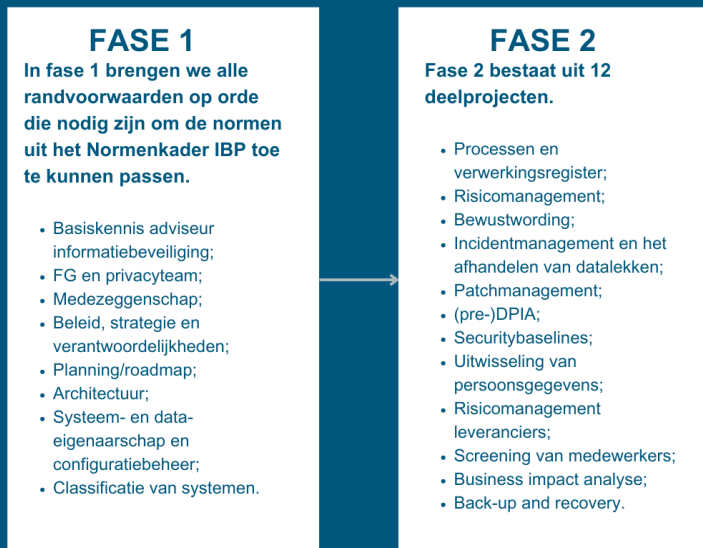 FASE 1
In fase 1 brengen we alle
randvoorwaarden op orde
die nodig zijn om de normen
uit het Normenkader IBP toe
te kunnen passen.
• Basiskennis adviseur
informatiebeveiliging;
• FG en privacyteam;
• Medezeggenschap;
• Beleid, strategie en
verantwoordelijkheden;
• Planning/roadmap;
• Architectuur;
• Systeem- en data-
eigenaarschap en
configuratiebeheer;
• Classificatie van systemen.
FASE 2
Fase 2 bestaat uit 12
deelprojecten.
• Processen en
verwerkingsregister;
• Risicomanagement;
• Bewustwording;
• Incidentmanagement en het
afhandelen van datalekken;
• Patchmanagement;
• (pre-)DPIA;
• Securitybaselines;
• Uitwisseling van
persoonsgegevens;
• Risicomanagement
leveranciers;
• Screening van medewerkers;
• Business impact analyse;
• Back-up and recovery.